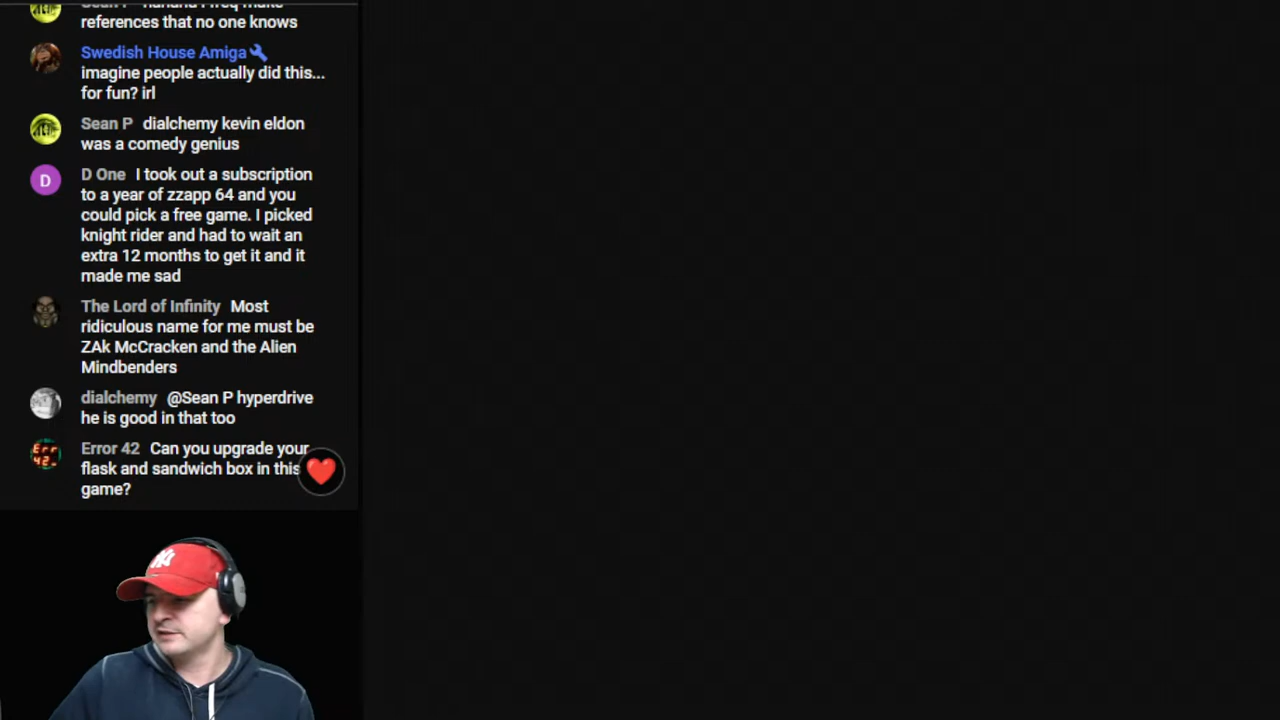 references that no one knows
Swedish House Amiga
imagine people actually did this...
for fun? irl
Sean P dialchemy kevin eldon
was a comedy genius
D
D One I took out a subscription
to a year of zzapp 64 and you
could pick a free game. I picked
knight rider and had to wait an
extra 12 months to get it and it
made me sad
The Lord of Infinity Most
ridiculous name for me must be
ZAk McCracken and the Alien
Mindbenders
dialchemy @Sean P hyperdrive
he is good in that too
Err
42
Error 42 Can you upgrade your
flask and sandwich box in this
game?
NY